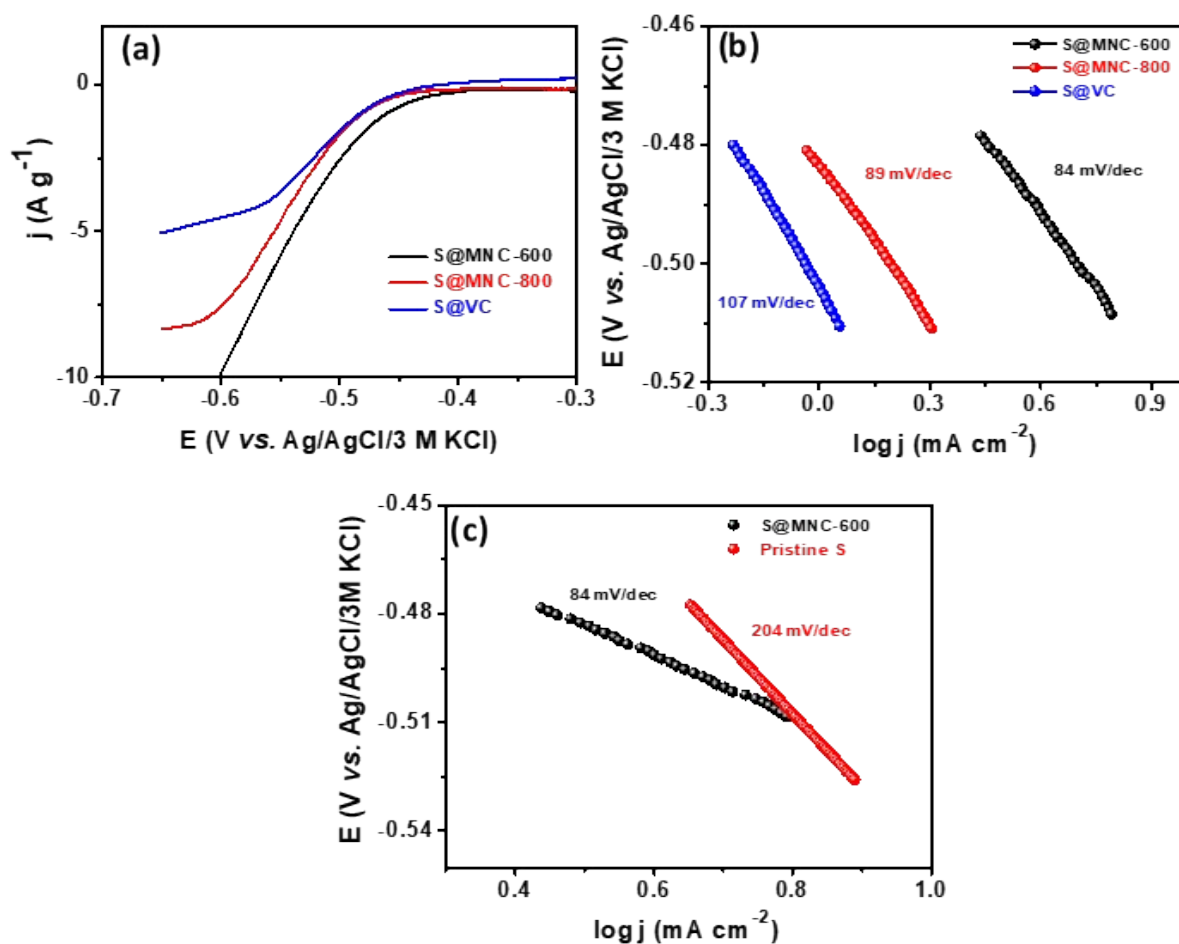 (a)
0
-5
-10
j (A g⁻¹)
S@MNC-600
S@MNC-800
S@VC
-0.7
-0.6
-0.5
-0.4
-0.3
E (V vs. Ag/AgCl/3 M KCl)
(b)
-0.46
-0.48
-0.50
-0.52
E (V vs. Ag/AgCl/3 M KCl)
S@MNC-600
S@MNC-800
S@VC
89 mV/dec
84 mV/dec
107 mV/dec
-0.3
0.0
0.3
0.6
0.9
log j (mA cm⁻²)
(c)
-0.45
-0.48
-0.51
-0.54
E (V vs. Ag/AgCl/3M KCl)
S@MNC-600
Pristine S
84 mV/dec
204 mV/dec
0.4
0.6
0.8
1.0
log j (mA cm⁻²)